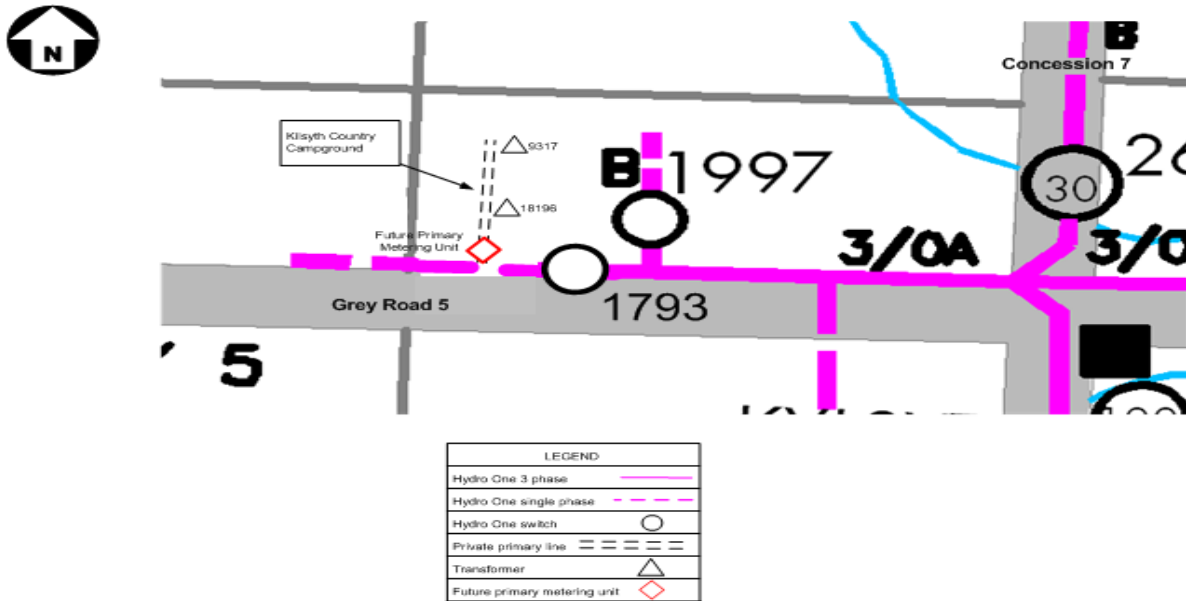 N
B
Concession 7
Kilsyth Country
Campground
9317
B 1997
26
30
18196
Future Primary
Metering Unit
3/0A
3/0
Grey Road 5
1793
5
LEGEND
Hydro One 3 phase
Hydro One single phase
Hydro One switch
Private primary line
Transformer
Future primary metering unit